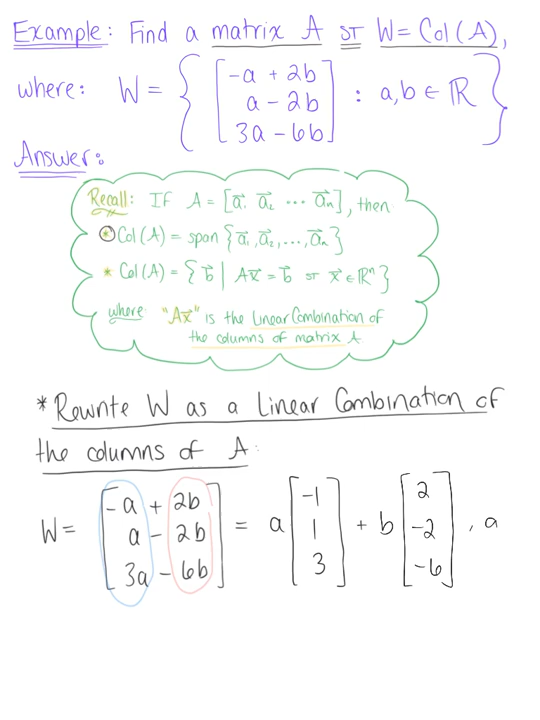 Example: Find a matrix A ST W = Col(A),
where: W = { [ -a + 2b
a - 2b
3a - 6b ] : a, b ∈ ℝ }
Answer:
Recall: If A = [a⃗₁ a⃗₂ ... a⃗ₙ], then
* Col(A) = span {a⃗₁, a⃗₂, ..., a⃗ₙ}
* Col(A) = {b⃗ | Ax⃗ = b⃗ ST x⃗ ∈ ℝⁿ}
where "Ax⃗" is the Linear Combination of
the columns of matrix A
* Rewrite W as a Linear Combination of
the columns of A:
W = [ -a + 2b
a - 2b
3a - 6b ] = a [ -1
1
3 ] + b [ 2
-2
-6 ] , a